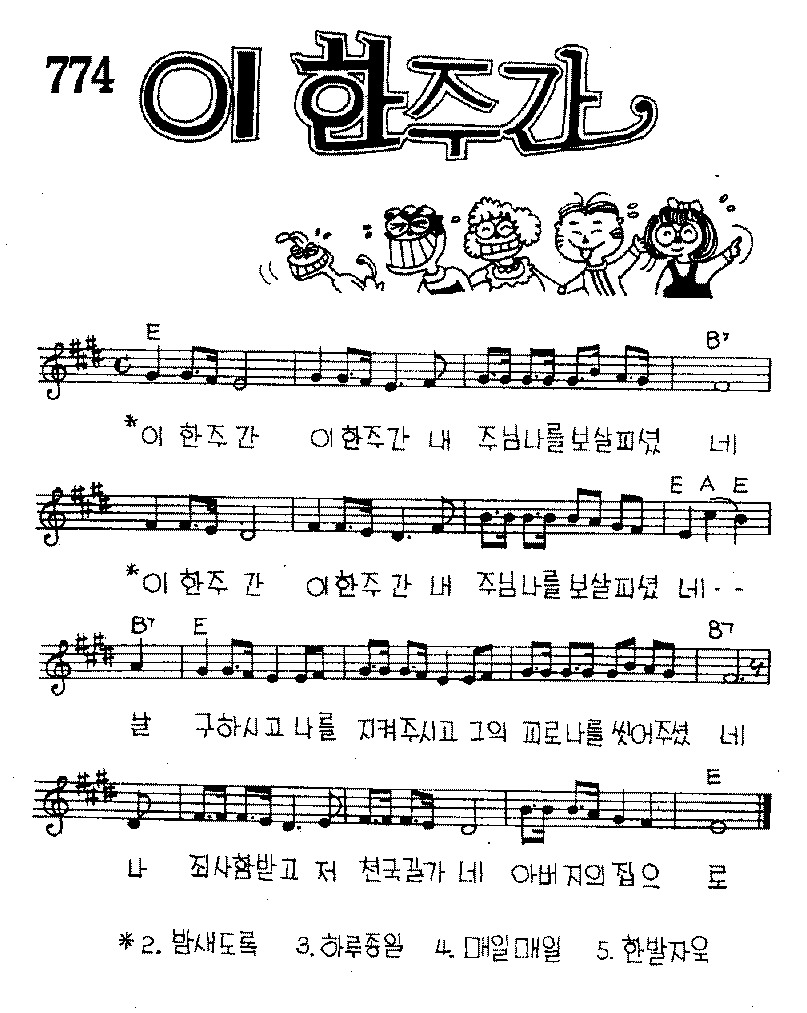 774 이 한주간
E B7
*이 한주간 이한주간 내 주님나를보살피셨 네
E A E
*이 한주 간 이한주간 내 주님나를보살피셨 네--
B7 E B7
날 구하시고 나를 지켜주시고 그의 피로나를씻어주셨 네
E
나 죄사함받고 저 천국길가 네 아버지의집으 로
*2. 밤새도록 3. 하루종일 4. 매일매일 5. 한발자욱